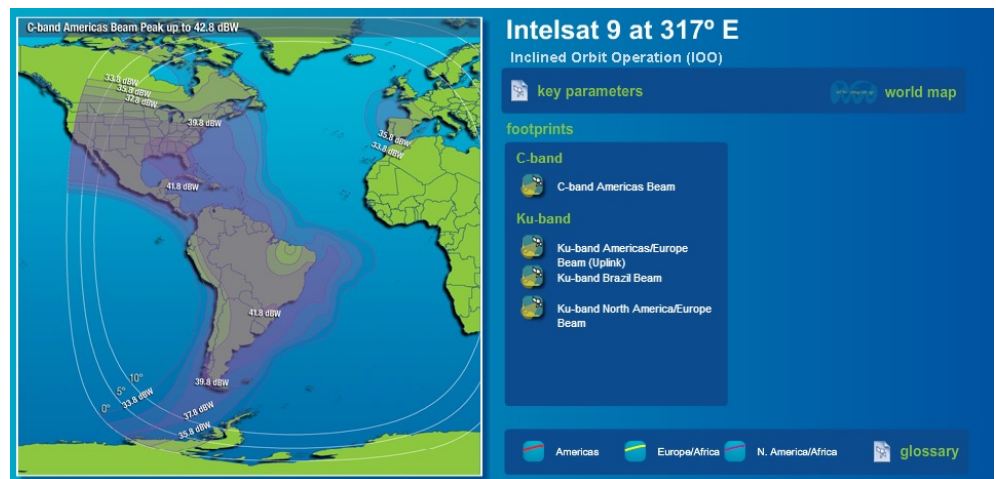 C-band Americas Beam Peak up to 42.8 dBW
33.8 dBW
35.8 dBW
37.8 dBW
39.8 dBW
41.8 dBW
35.8 dBW
33.8 dBW
41.8 dBW
39.8 dBW
37.8 dBW
35.8 dBW
33.8 dBW
10°
5°
0°
Intelsat 9 at 317º E
Inclined Orbit Operation (IOO)
key parameters
world map
footprints
C-band
C-band Americas Beam
Ku-band
Ku-band Americas/Europe
Beam (Uplink)
Ku-band Brazil Beam
Ku-band North America/Europe
Beam
Americas
Europe/Africa
N. America/Africa
glossary